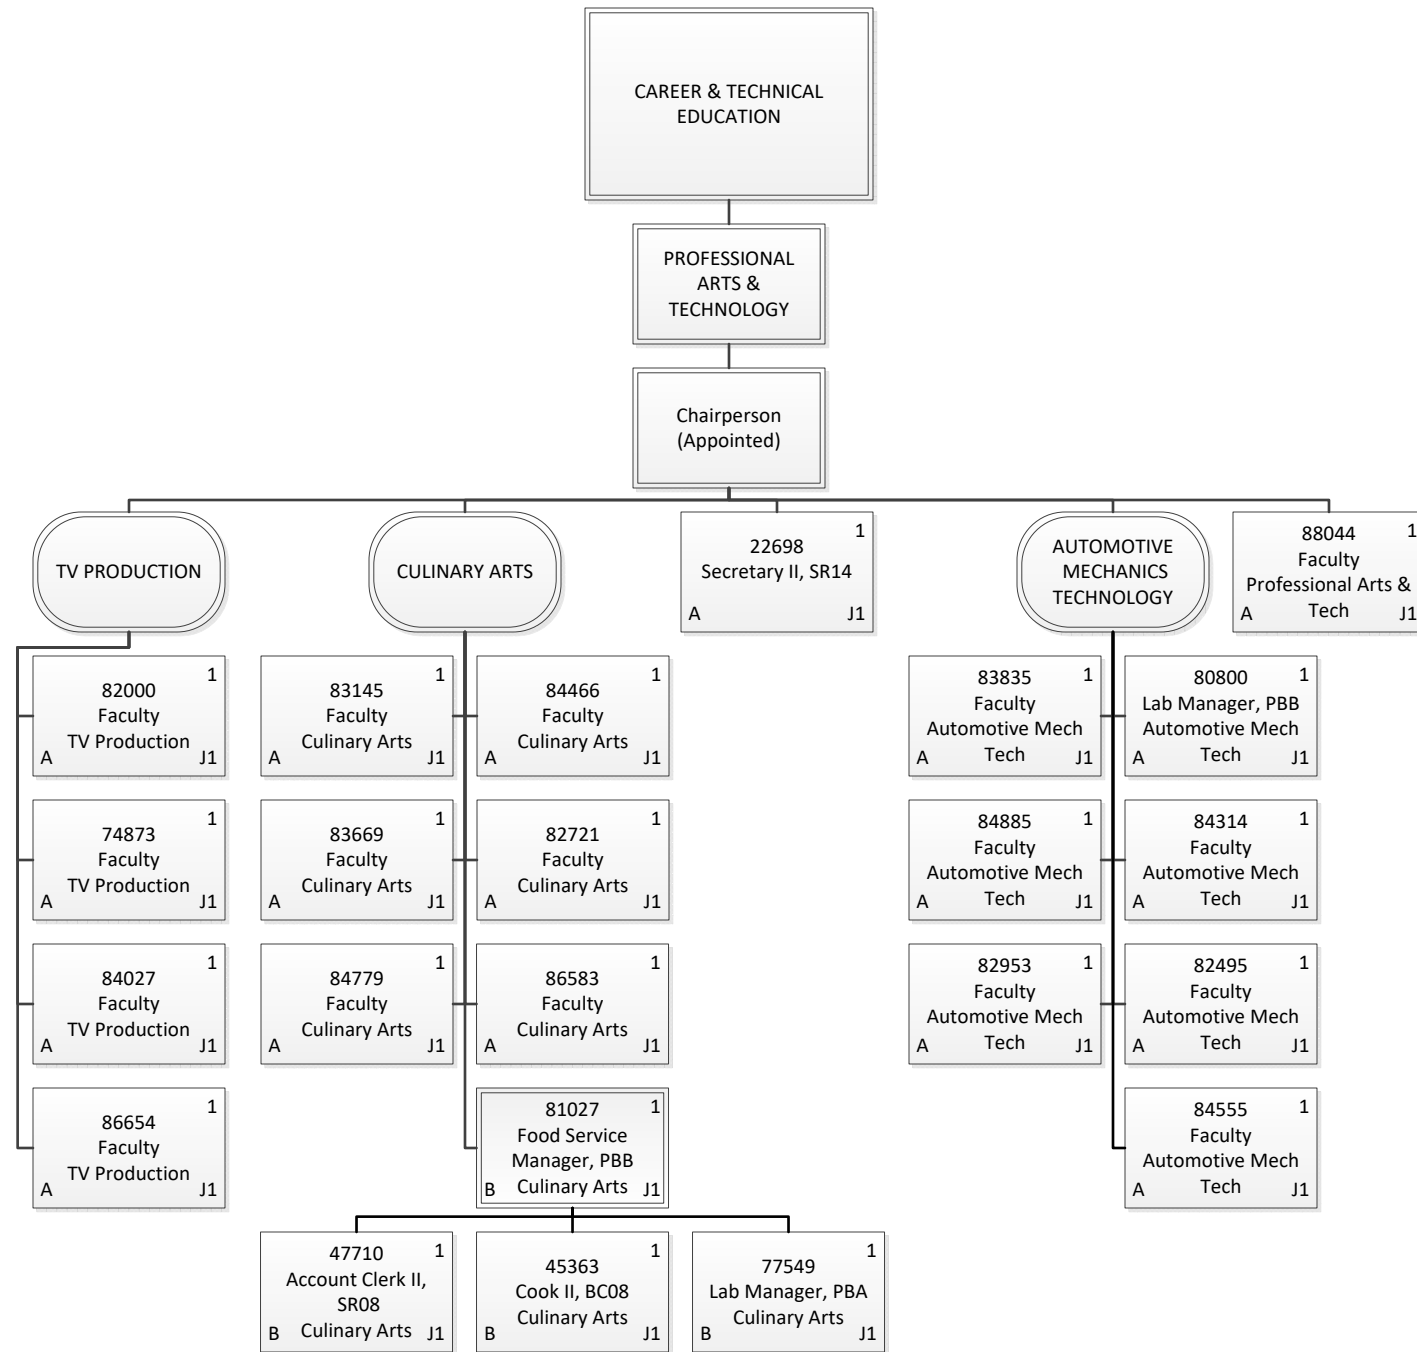 CAREER & TECHNICAL
EDUCATION
PROFESSIONAL
ARTS &
TECHNOLOGY
Chairperson
(Appointed)
TV PRODUCTION
CULINARY ARTS
1
22698
Secretary II, SR14
A J1
AUTOMOTIVE
MECHANICS
TECHNOLOGY
1
88044
Faculty
Professional Arts &
Tech
A J1
1
82000
Faculty
TV Production
A J1
1
83145
Faculty
Culinary Arts
A J1
1
84466
Faculty
Culinary Arts
A J1
1
83835
Faculty
Automotive Mech
Tech
A J1
1
80800
Lab Manager, PBB
Automotive Mech
Tech
A J1
1
74873
Faculty
TV Production
A J1
1
83669
Faculty
Culinary Arts
A J1
1
82721
Faculty
Culinary Arts
A J1
1
84885
Faculty
Automotive Mech
Tech
A J1
1
84314
Faculty
Automotive Mech
Tech
A J1
1
84027
Faculty
TV Production
A J1
1
84779
Faculty
Culinary Arts
A J1
1
86583
Faculty
Culinary Arts
A J1
1
82953
Faculty
Automotive Mech
Tech
A J1
1
82495
Faculty
Automotive Mech
Tech
A J1
1
86654
Faculty
TV Production
A J1
1
81027
Food Service
Manager, PBB
Culinary Arts
B J1
1
84555
Faculty
Automotive Mech
Tech
A J1
1
47710
Account Clerk II,
SR08
Culinary Arts
B J1
1
45363
Cook II, BC08
Culinary Arts
B J1
1
77549
Lab Manager, PBA
Culinary Arts
B J1